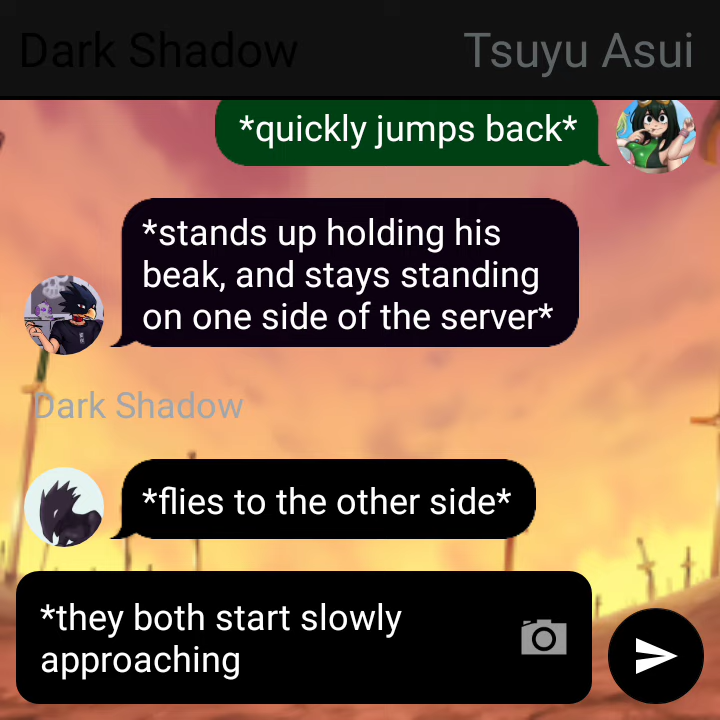 Dark Shadow
Tsuyu Asui
*quickly jumps back*
*stands up holding his
beak, and stays standing
on one side of the server*
Dark Shadow
*flies to the other side*
*they both start slowly
approaching